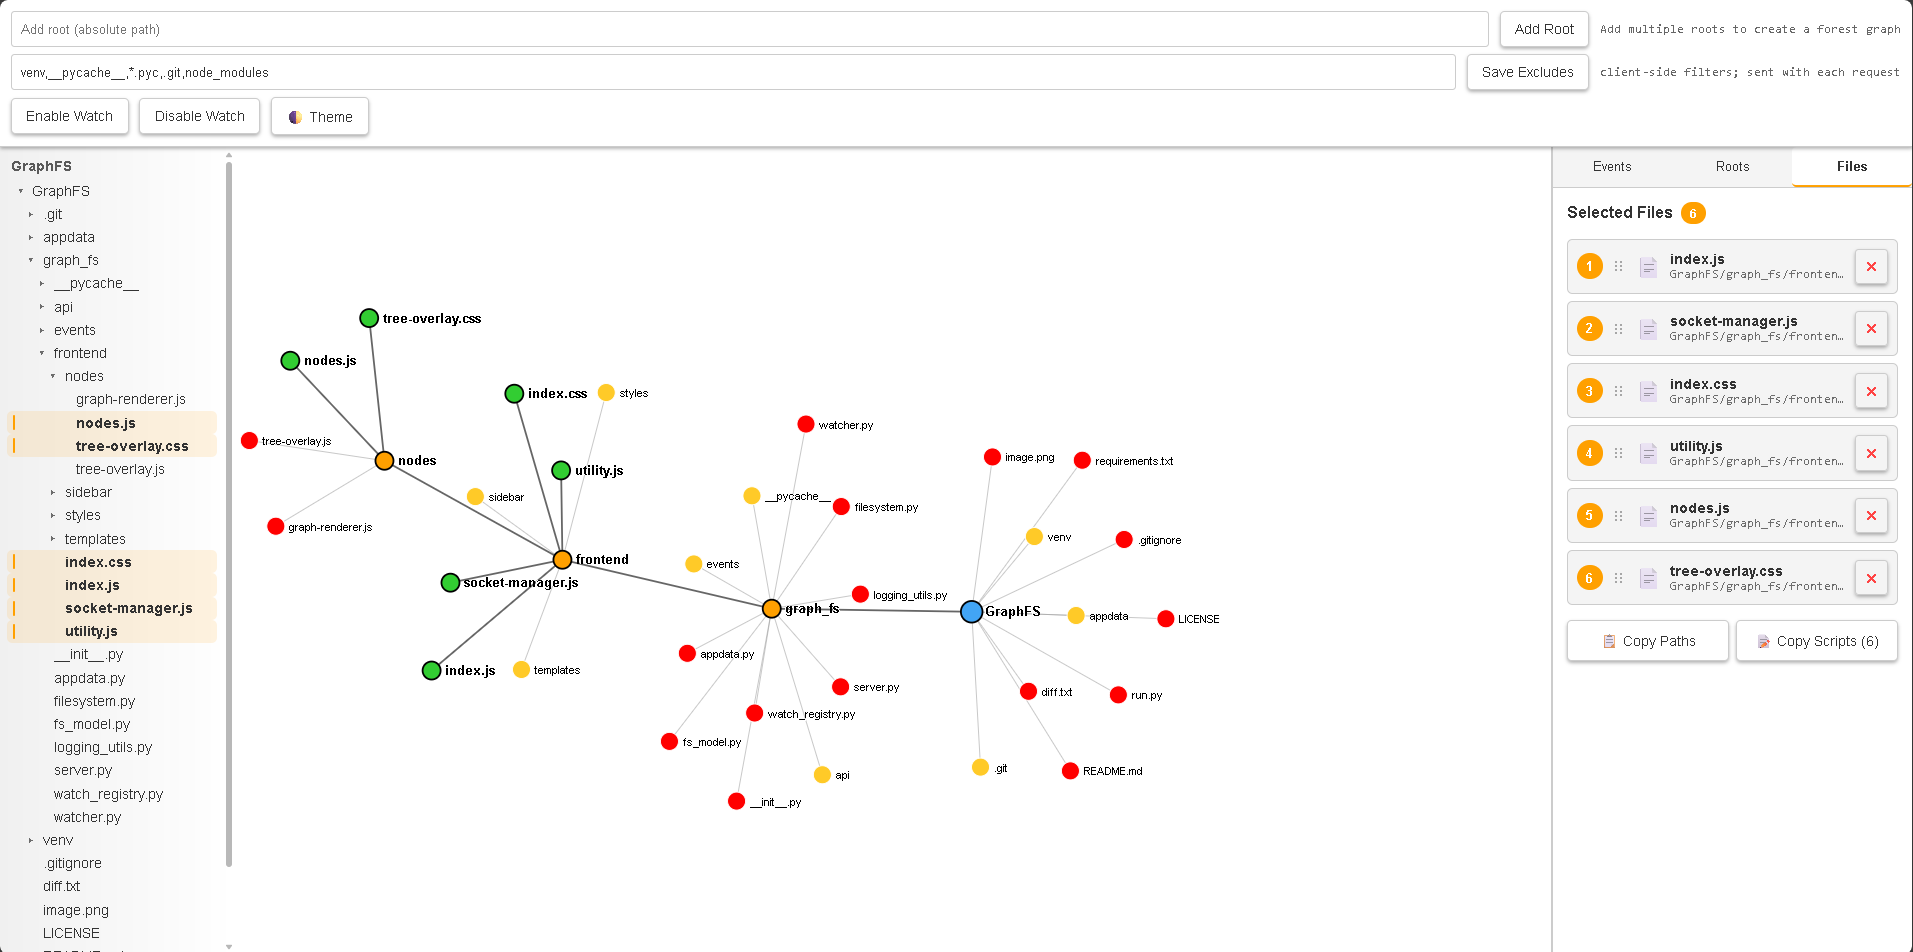 Add root (absolute path)
Add Root
Add multiple roots to create a forest graph
venv,__pycache__,*.pyc,.git,node_modules
Save Excludes
client-side filters; sent with each request
Enable Watch
Disable Watch
Theme
GraphFS
GraphFS
.git
appdata
graph_fs
__pycache__
api
events
frontend
nodes
graph-renderer.js
nodes.js
tree-overlay.css
tree-overlay.js
sidebar
styles
templates
index.css
index.js
socket-manager.js
utility.js
__init__.py
appdata.py
filesystem.py
fs_model.py
logging_utils.py
server.py
watch_registry.py
watcher.py
venv
.gitignore
diff.txt
image.png
LICENSE
tree-overlay.css
nodes.js
index.css
styles
tree-overlay.js
nodes
utility.js
sidebar
graph-renderer.js
frontend
socket-manager.js
index.js
templates
watcher.py
__pycache__
filesystem.py
events
logging_utils.py
graph_fs
appdata.py
server.py
watch_registry.py
fs_model.py
api
__init__.py
image.png
requirements.txt
venv
.gitignore
GraphFS
appdata
LICENSE
diff.txt
run.py
.git
README.md
Events
Roots
Files
Selected Files 6
1
index.js
GraphFS/graph_fs/fronten…
2
socket-manager.js
GraphFS/graph_fs/fronten…
3
index.css
GraphFS/graph_fs/fronten…
4
utility.js
GraphFS/graph_fs/fronten…
5
nodes.js
GraphFS/graph_fs/fronten…
6
tree-overlay.css
GraphFS/graph_fs/fronten…
Copy Paths
Copy Scripts (6)